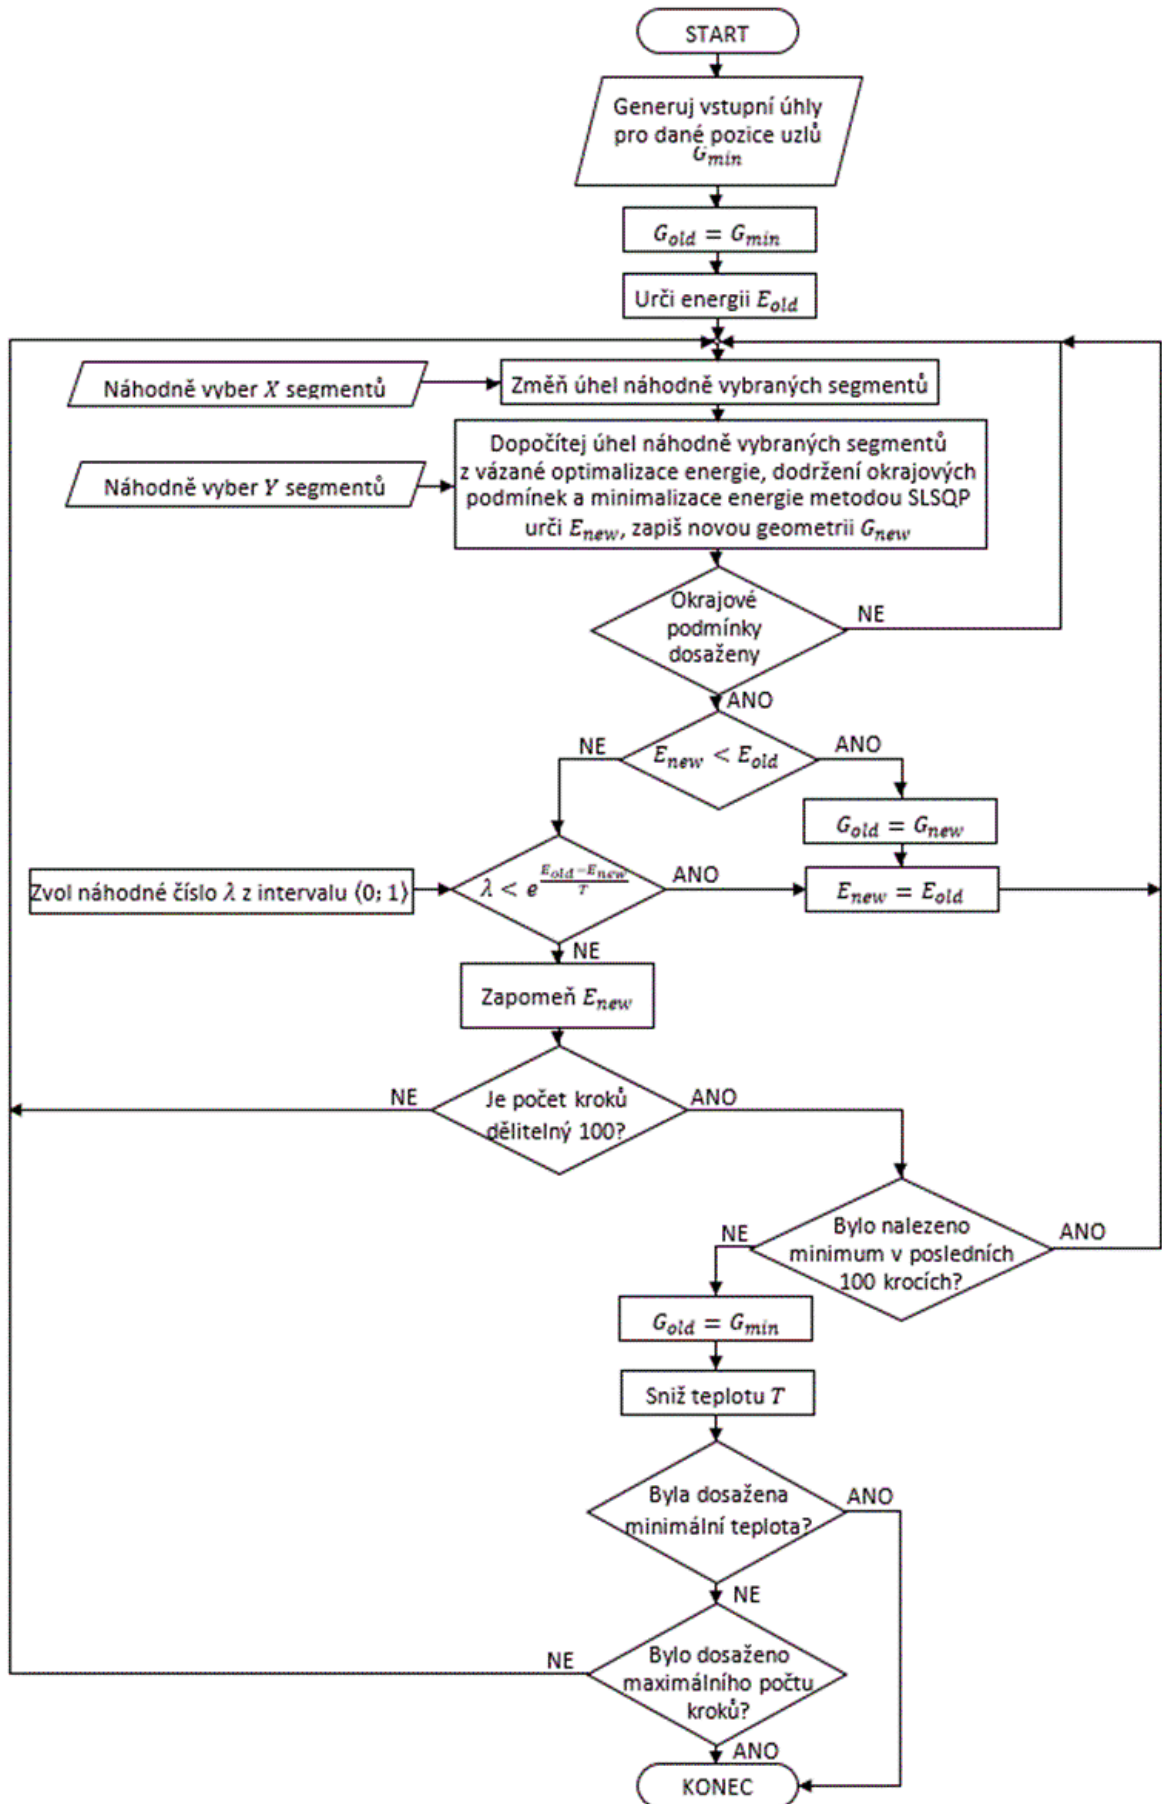 START
Generuj vstupní úhly
pro dané pozice uzlů
G_min
G_old = G_min
Urči energii E_old
Náhodně vyber X segmentů
Změň úhel náhodně vybraných segmentů
Dopočítej úhel náhodně vybraných segmentů
z vázané optimalizace energie, dodržení okrajových
podmínek a minimalizace energie metodou SLSQP
urči E_new, zapiš novou geometrii G_new
Náhodně vyber Y segmentů
Okrajové
podmínky
dosaženy
NE
ANO
E_new < E_old
NE
ANO
G_old = G_new
Zvol náhodné číslo λ z intervalu ⟨0; 1⟩
λ < e^((E_old−E_new)/T)
ANO
E_new = E_old
NE
Zapomeň E_new
Je počet kroků
dělitelný 100?
NE
ANO
Bylo nalezeno
minimum v posledních
100 krocích?
NE
ANO
G_old = G_min
Sniž teplotu T
Byla dosažena
minimální teplota?
ANO
NE
Bylo dosaženo
maximálního počtu
kroků?
NE
ANO
KONEC